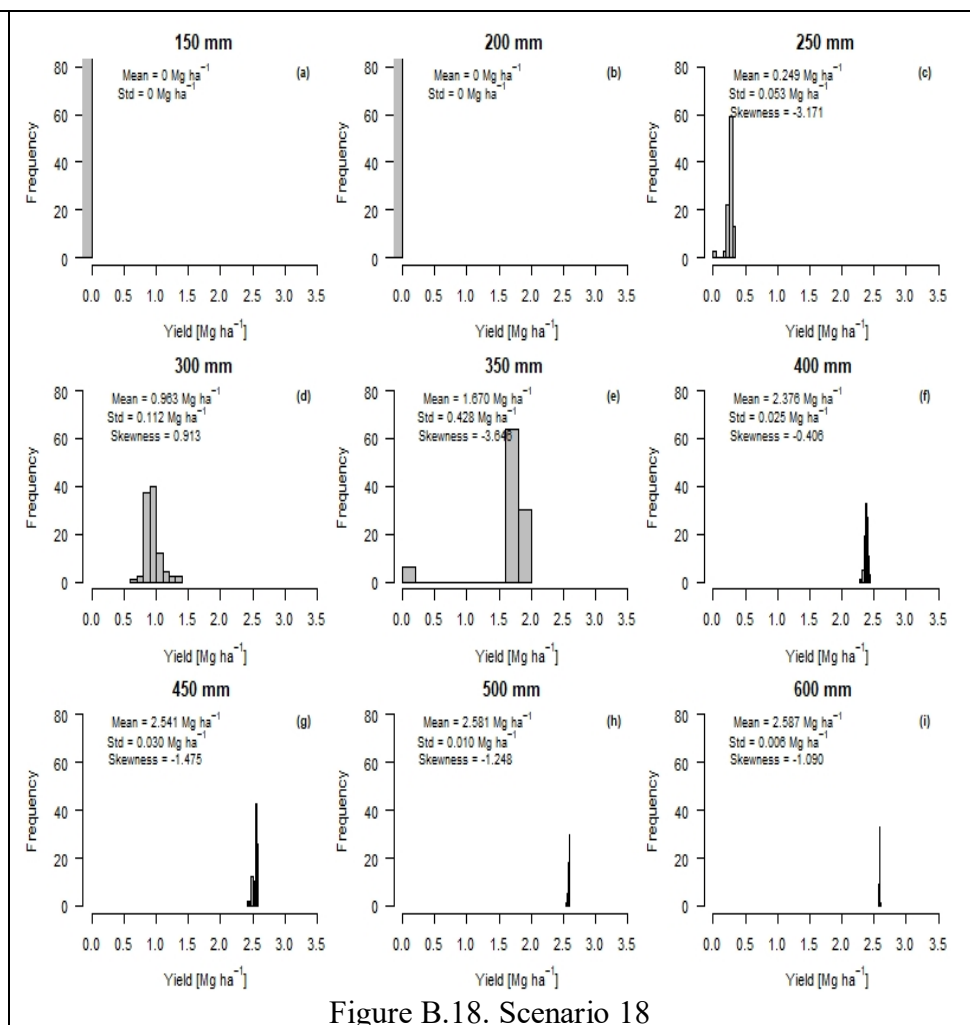 150 mm
Mean = 0 Mg ha⁻¹
Std = 0 Mg ha⁻¹
(a)
Frequency
80
60
40
20
0
0.0 0.5 1.0 1.5 2.0 2.5 3.0 3.5
Yield [Mg ha⁻¹]
200 mm
Mean = 0 Mg ha⁻¹
Std = 0 Mg ha⁻¹
(b)
Frequency
80
60
40
20
0
0.0 0.5 1.0 1.5 2.0 2.5 3.0 3.5
Yield [Mg ha⁻¹]
250 mm
Mean = 0.249 Mg ha⁻¹
Std = 0.053 Mg ha⁻¹
Skewness = -3.171
(c)
Frequency
80
60
40
20
0
0.0 0.5 1.0 1.5 2.0 2.5 3.0 3.5
Yield [Mg ha⁻¹]
300 mm
Mean = 0.963 Mg ha⁻¹
Std = 0.112 Mg ha⁻¹
Skewness = 0.913
(d)
Frequency
80
60
40
20
0
0.0 0.5 1.0 1.5 2.0 2.5 3.0 3.5
Yield [Mg ha⁻¹]
350 mm
Mean = 1.670 Mg ha⁻¹
Std = 0.428 Mg ha⁻¹
Skewness =
(e)
Frequency
80
60
40
20
0
0.0 0.5 1.0 1.5 2.0 2.5 3.0 3.5
Yield [Mg ha⁻¹]
400 mm
Mean = 2.376 Mg ha⁻¹
Std = 0.025 Mg ha⁻¹
Skewness = -0.406
(f)
Frequency
80
60
40
20
0
0.0 0.5 1.0 1.5 2.0 2.5 3.0 3.5
Yield [Mg ha⁻¹]
450 mm
Mean = 2.541 Mg ha⁻¹
Std = 0.030 Mg ha⁻¹
Skewness = -1.475
(g)
Frequency
80
60
40
20
0
0.0 0.5 1.0 1.5 2.0 2.5 3.0 3.5
Yield [Mg ha⁻¹]
500 mm
Mean = 2.581 Mg ha⁻¹
Std = 0.010 Mg ha⁻¹
Skewness = -1.248
(h)
Frequency
80
60
40
20
0
0.0 0.5 1.0 1.5 2.0 2.5 3.0 3.5
Yield [Mg ha⁻¹]
600 mm
Mean = 2.587 Mg ha⁻¹
Std = 0.006 Mg ha⁻¹
Skewness = -1.090
(i)
Frequency
80
60
40
20
0
0.0 0.5 1.0 1.5 2.0 2.5 3.0 3.5
Yield [Mg ha⁻¹]
Figure B.18. Scenario 18